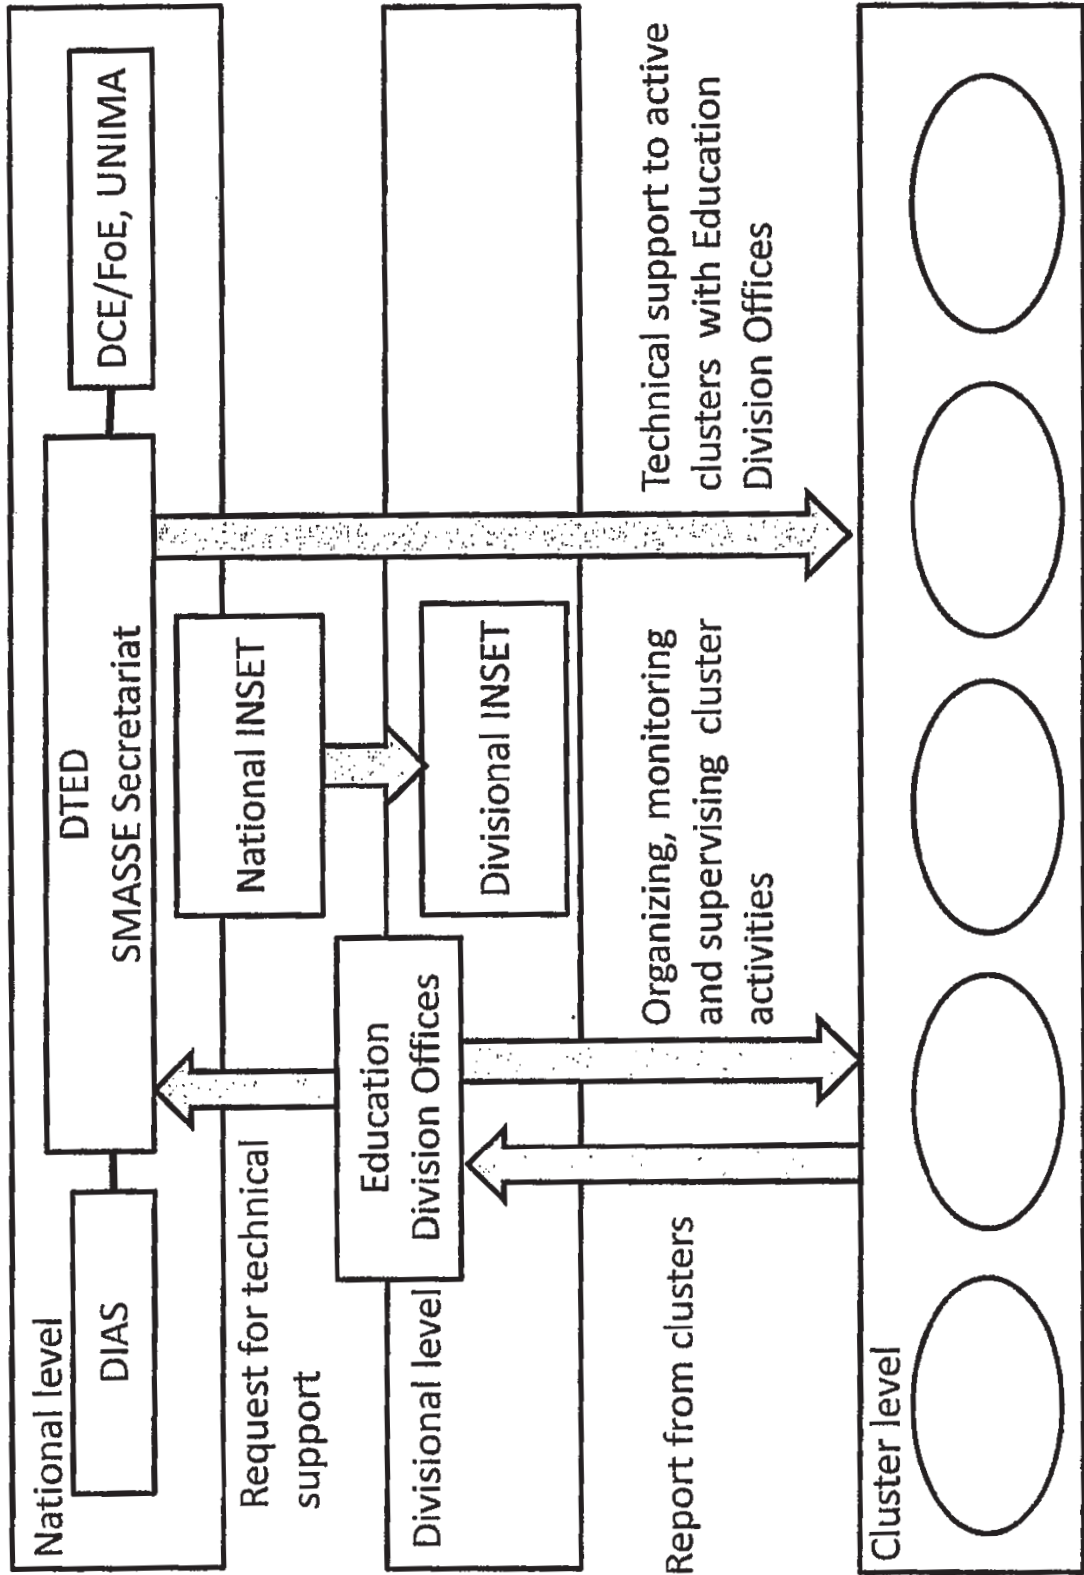 National level
DIAS
DTED
SMASSE Secretariat
DCE/FoE, UNIMA
National INSET
Request for technical
support
Education
Division Offices
Divisional level
Divisional INSET
Report from clusters
Organizing, monitoring
and supervising cluster
activities
Technical support to active
clusters with Education
Division Offices
Cluster level